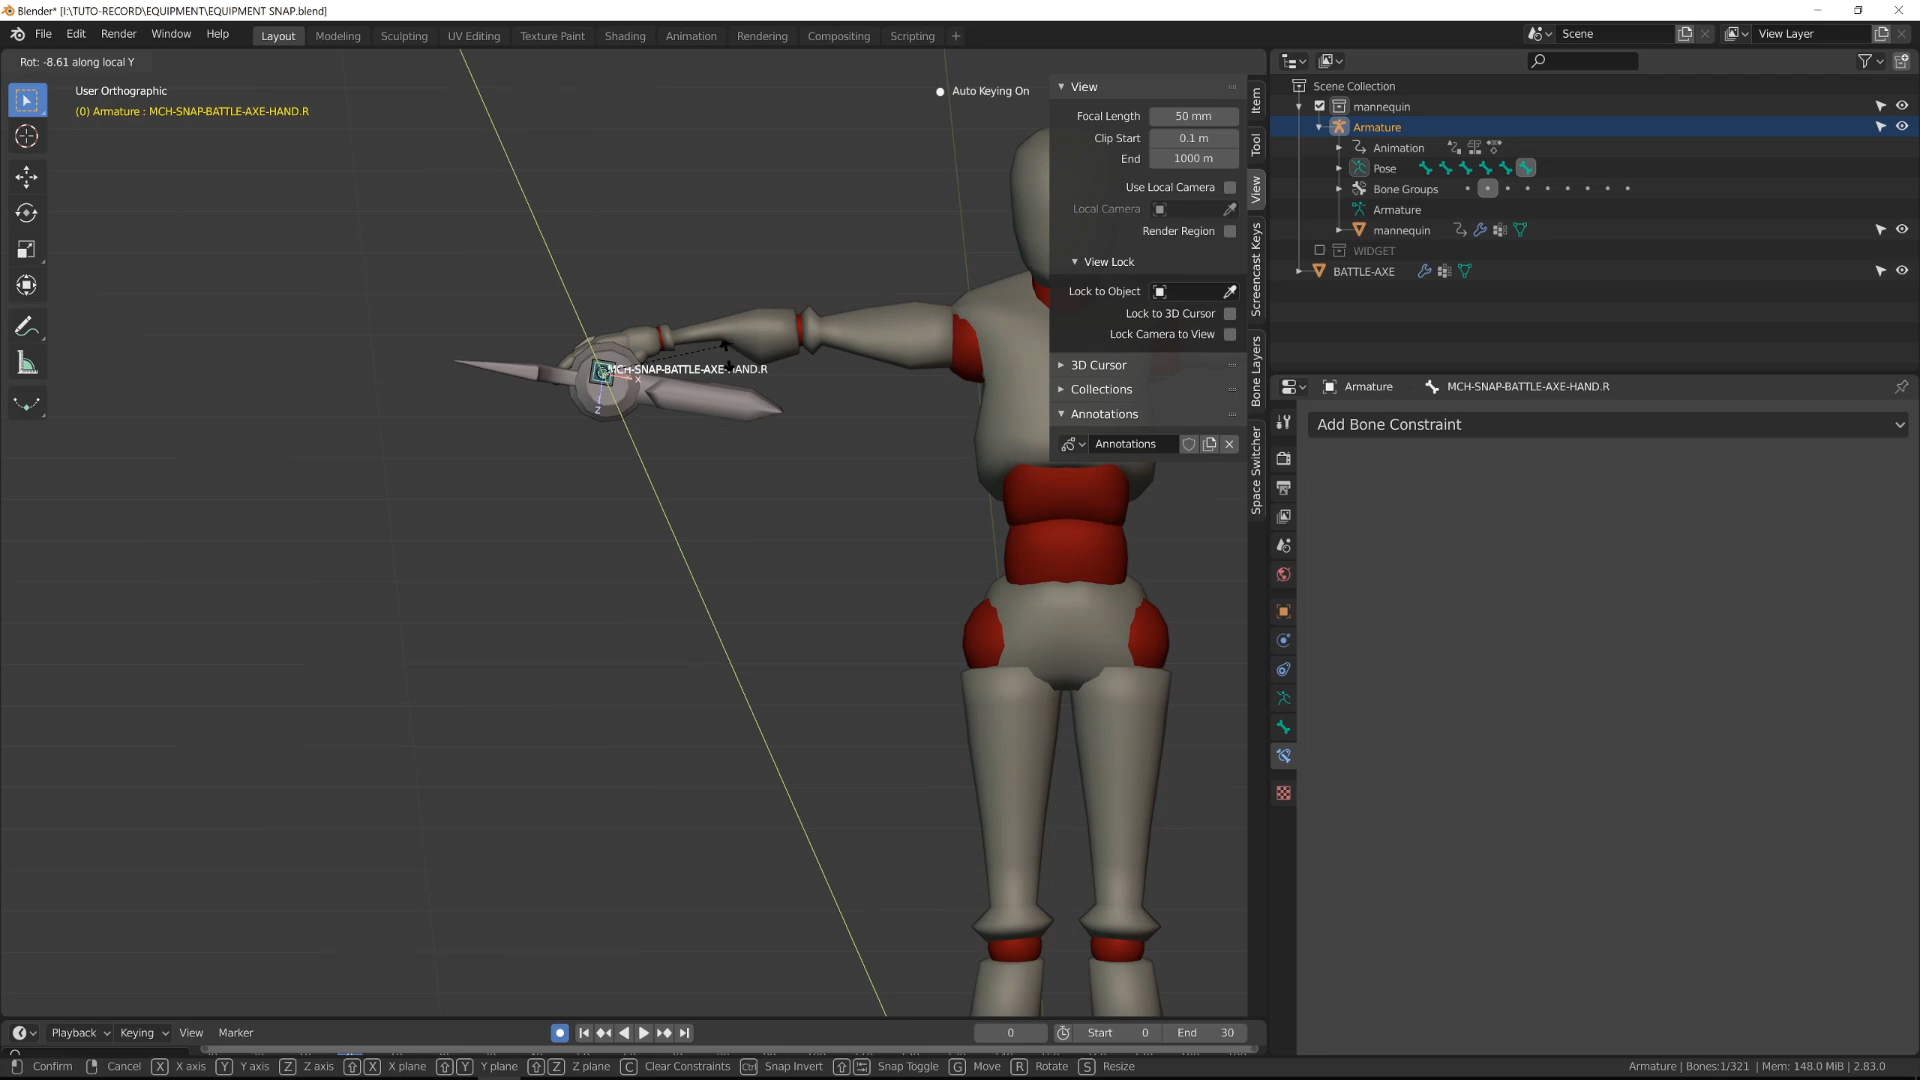 Blender* [I:\TUTO-RECORD\EQUIPMENT\EQUIPMENT SNAP.blend]
File Edit Render Window Help Layout Modeling Sculpting UV Editing Texture Paint Shading Animation Rendering Compositing Scripting + Scene View Layer
Rot: -8.61 along local Y
User Orthographic
(0) Armature : MCH-SNAP-BATTLE-AXE-HAND.R
Auto Keying On
View
Focal Length 50 mm
Clip Start 0.1 m
End 1000 m
Use Local Camera
Local Camera
Render Region
View Lock
Lock to Object
Lock to 3D Cursor
Lock Camera to View
3D Cursor
Collections
Annotations
Annotations
Item
Tool
View
Screencast Keys
Bone Layers
Space Switcher
MCH-SNAP-BATTLE-AXE-HAND.R
X
Z
Scene Collection
mannequin
Armature
Animation
Pose
Bone Groups
Armature
mannequin
WIDGET
BATTLE-AXE
Armature MCH-SNAP-BATTLE-AXE-HAND.R
Add Bone Constraint
Playback Keying View Marker 0 Start 0 End 30
Confirm Cancel X X axis Y Y axis Z Z axis X X plane Y Y plane Z Z plane C Clear Constraints Ctrl Snap Invert Snap Toggle G Move R Rotate S Resize Armature | Bones:1/321 | Mem: 148.0 MiB | 2.83.0